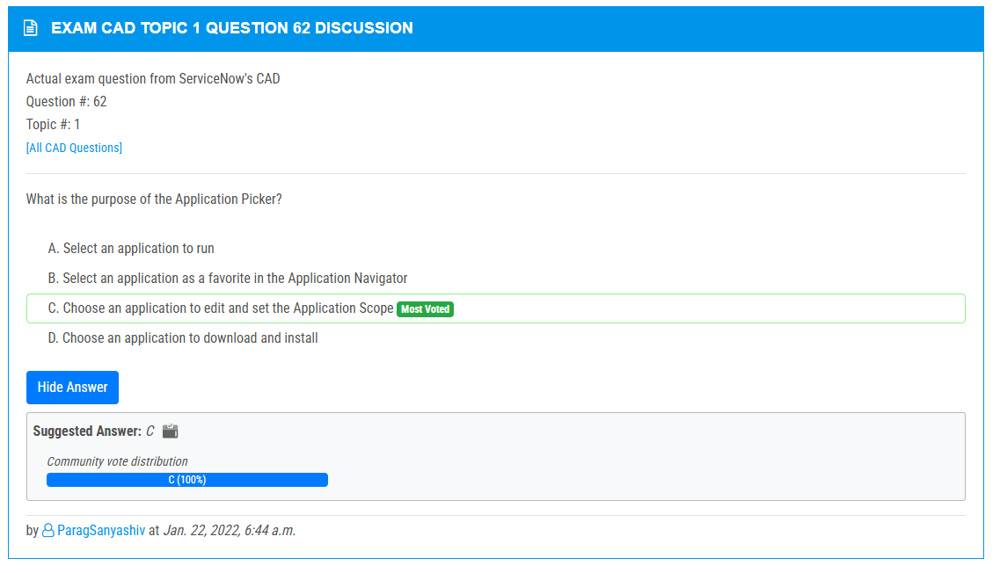 EXAM CAD TOPIC 1 QUESTION 62 DISCUSSION
Actual exam question from ServiceNow's CAD
Question #: 62
Topic #: 1
[All CAD Questions]
What is the purpose of the Application Picker?
A. Select an application to run
B. Select an application as a favorite in the Application Navigator
C. Choose an application to edit and set the Application Scope Most Voted
D. Choose an application to download and install
Hide Answer
Suggested Answer: C
Community vote distribution
C (100%)
by ParagSanyashiv at Jan. 22, 2022, 6:44 a.m.